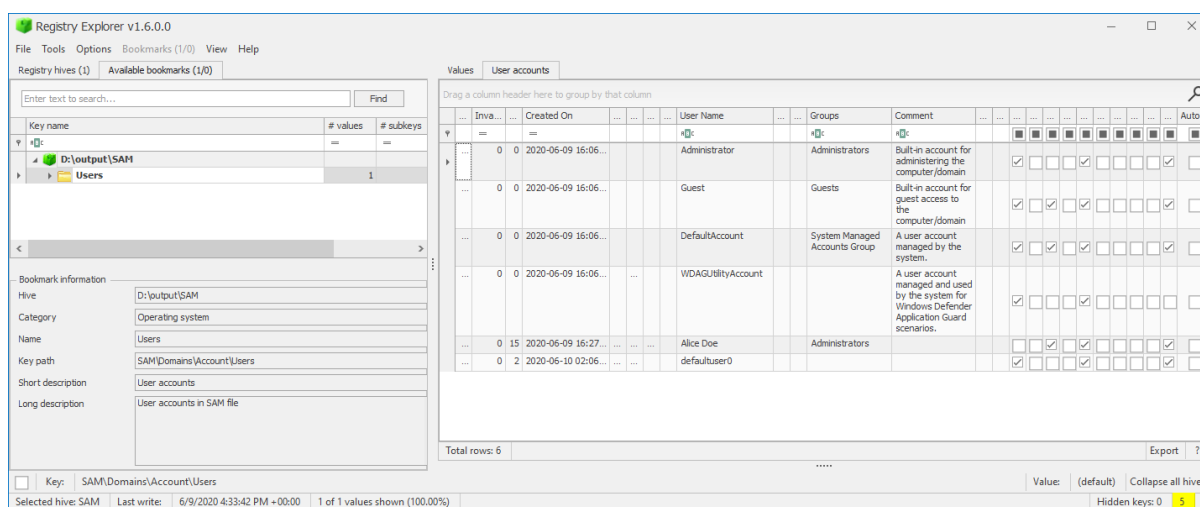 Registry Explorer v1.6.0.0
File Tools Options Bookmarks (1/0) View Help
Registry hives (1) Available bookmarks (1/0)
Enter text to search... Find
Key name # values # subkeys
= =
D:\output\SAM
Users 1
Bookmark information
Hive D:\output\SAM
Category Operating system
Name Users
Key path SAM\Domains\Account\Users
Short description User accounts
Long description User accounts in SAM file
Values User accounts
Drag a column header here to group by that column
... Inva... ... Created On ... ... ... ... User Name ... ... Groups Comment ... ... ... ... ... ... ... ... ... ... ... Auto
= =
... 0 0 2020-06-09 16:06... Administrator Administrators Built-in account for
administering the
computer/domain
... 0 0 2020-06-09 16:06... Guest Guests Built-in account for
guest access to
the
computer/domain
... 0 0 2020-06-09 16:06... DefaultAccount System Managed A user account
Accounts Group managed by the
system.
... 0 0 2020-06-09 16:06... ... WDAGUtilityAccount A user account
managed and used
by the system for
Windows Defender
Application Guard
scenarios.
... 0 15 2020-06-09 16:27... ... ... ... Alice Doe Administrators
... 0 2 2020-06-10 02:06... ... ... defaultuser0
Total rows: 6 Export ?
Key: SAM\Domains\Account\Users Value: (default) Collapse all hive
Selected hive: SAM Last write: 6/9/2020 4:33:42 PM +00:00 1 of 1 values shown (100.00%) Hidden keys: 0 5